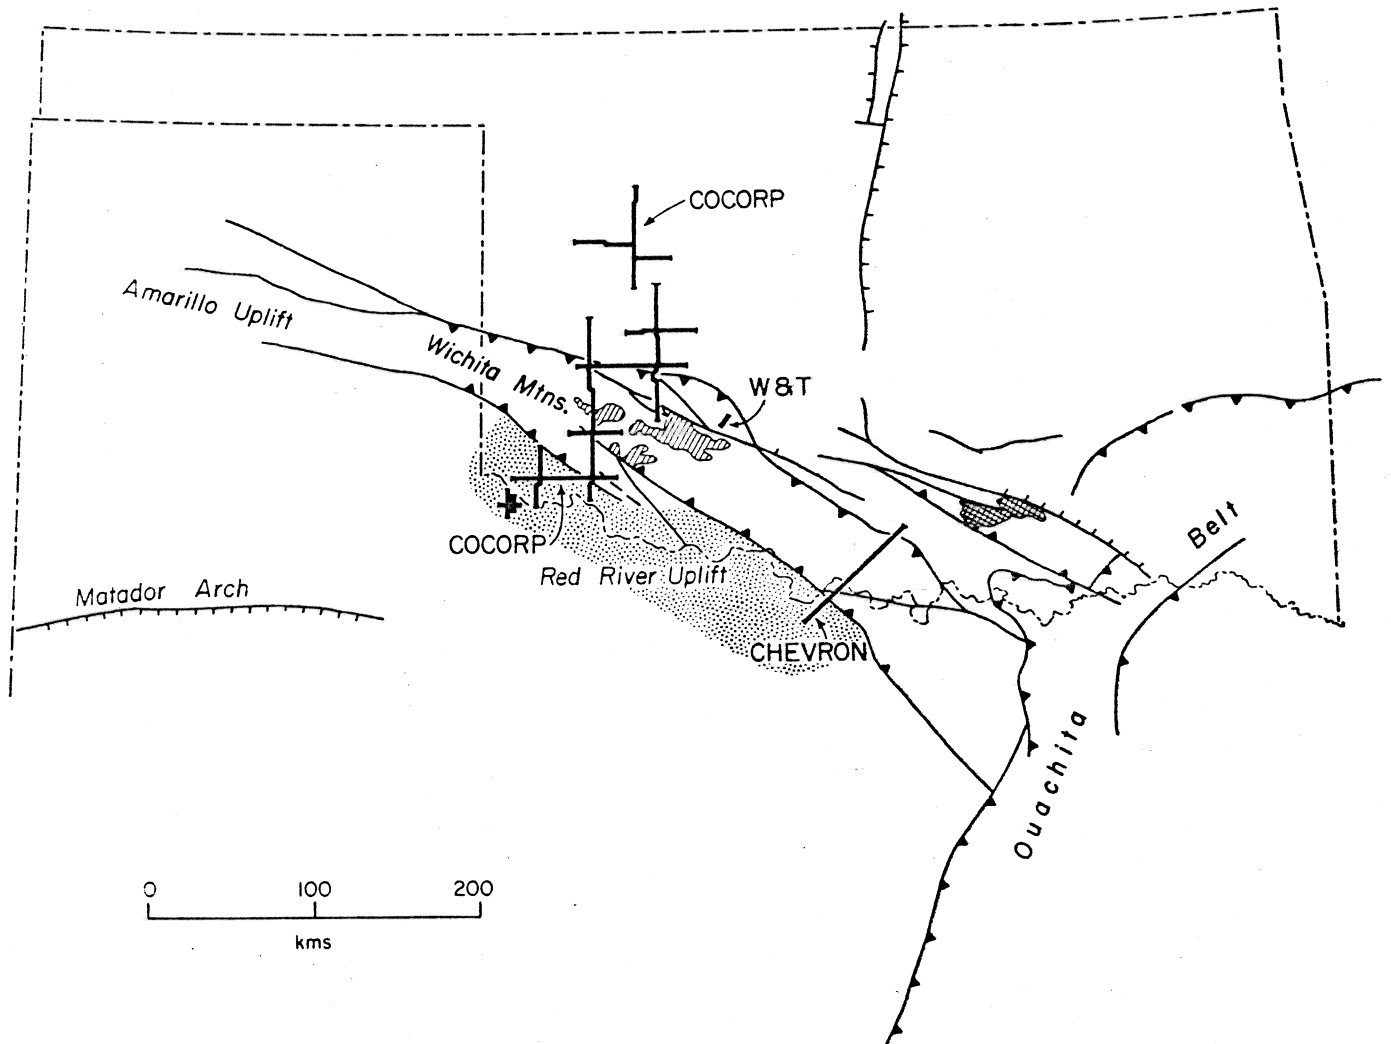 COCORP
Amarillo Uplift
Wichita Mtns.
W&T
COCORP
Belt
Red River Uplift
Matador Arch
CHEVRON
Ouachita
0 100 200
kms